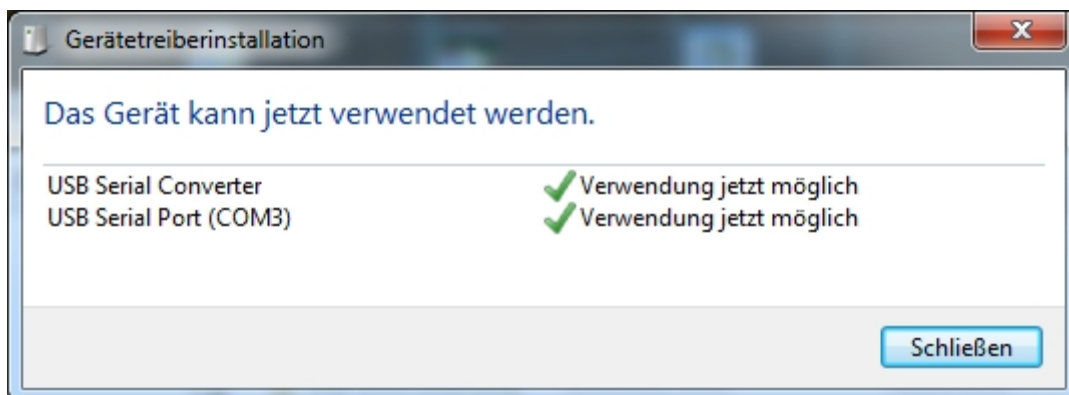 Gerätetreiberinstallation
Das Gerät kann jetzt verwendet werden.
USB Serial Converter Verwendung jetzt möglich
USB Serial Port (COM3) Verwendung jetzt möglich
Schließen